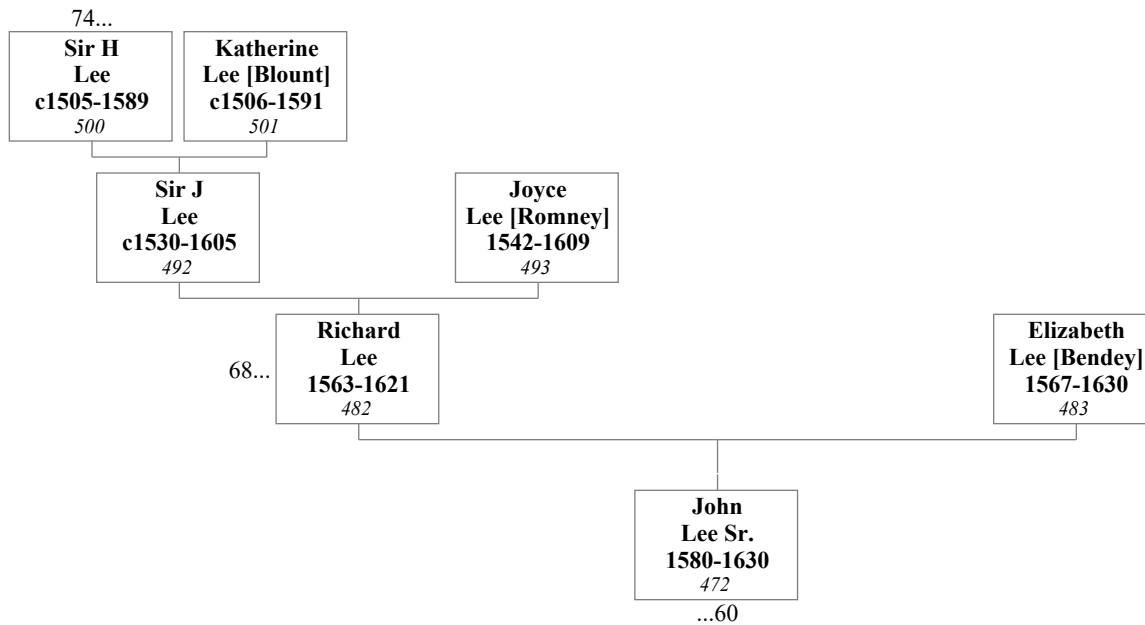 74...
Sir H
Lee
c1505-1589
500
Katherine
Lee [Blount]
c1506-1591
501
Sir J
Lee
c1530-1605
492
Joyce
Lee [Romney]
1542-1609
493
68...
Richard
Lee
1563-1621
482
Elizabeth
Lee [Bendey]
1567-1630
483
John
Lee Sr.
1580-1630
472
...60